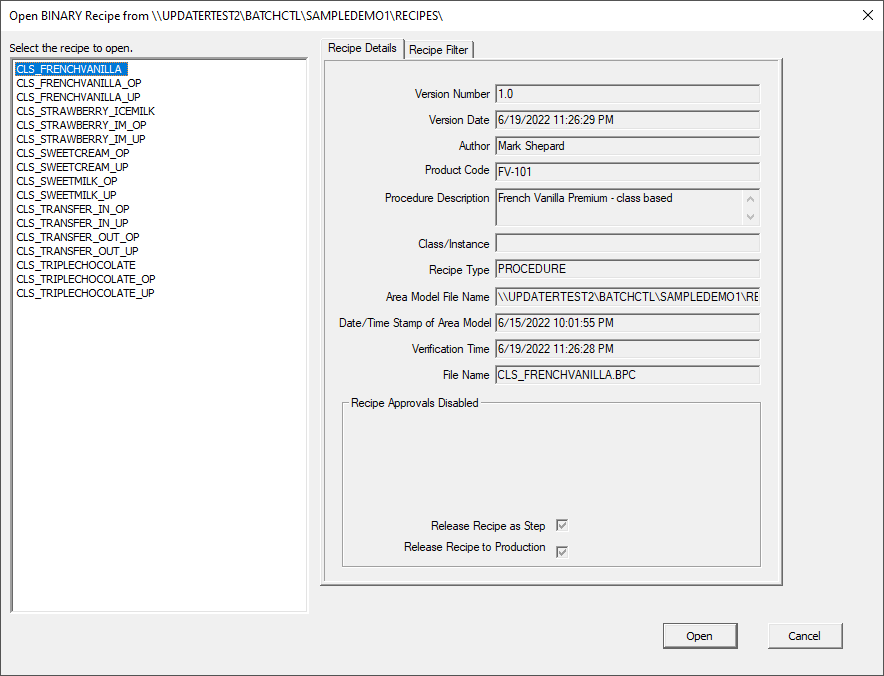 Open BINARY Recipe from \\UPDATERTEST2\BATCHCTL\SAMPLEDEMO1\RECIPES\
Select the recipe to open.
CLS_FRENCHVANILLA
CLS_FRENCHVANILLA_OP
CLS_FRENCHVANILLA_UP
CLS_STRAWBERRY_ICEMILK
CLS_STRAWBERRY_IM_OP
CLS_STRAWBERRY_IM_UP
CLS_SWEETCREAM_OP
CLS_SWEETCREAM_UP
CLS_SWEETMILK_OP
CLS_SWEETMILK_UP
CLS_TRANSFER_IN_OP
CLS_TRANSFER_IN_UP
CLS_TRANSFER_OUT_OP
CLS_TRANSFER_OUT_UP
CLS_TRIPLECHOCOLATE
CLS_TRIPLECHOCOLATE_OP
CLS_TRIPLECHOCOLATE_UP
Recipe Details Recipe Filter
Version Number 1.0
Version Date 6/19/2022 11:26:29 PM
Author Mark Shepard
Product Code FV-101
Procedure Description French Vanilla Premium - class based
Class/Instance
Recipe Type PROCEDURE
Area Model File Name \\UPDATERTEST2\BATCHCTL\SAMPLEDEMO1\RE
Date/Time Stamp of Area Model 6/15/2022 10:01:55 PM
Verification Time 6/19/2022 11:26:28 PM
File Name CLS_FRENCHVANILLA.BPC
Recipe Approvals Disabled
Release Recipe as Step
Release Recipe to Production
Open Cancel